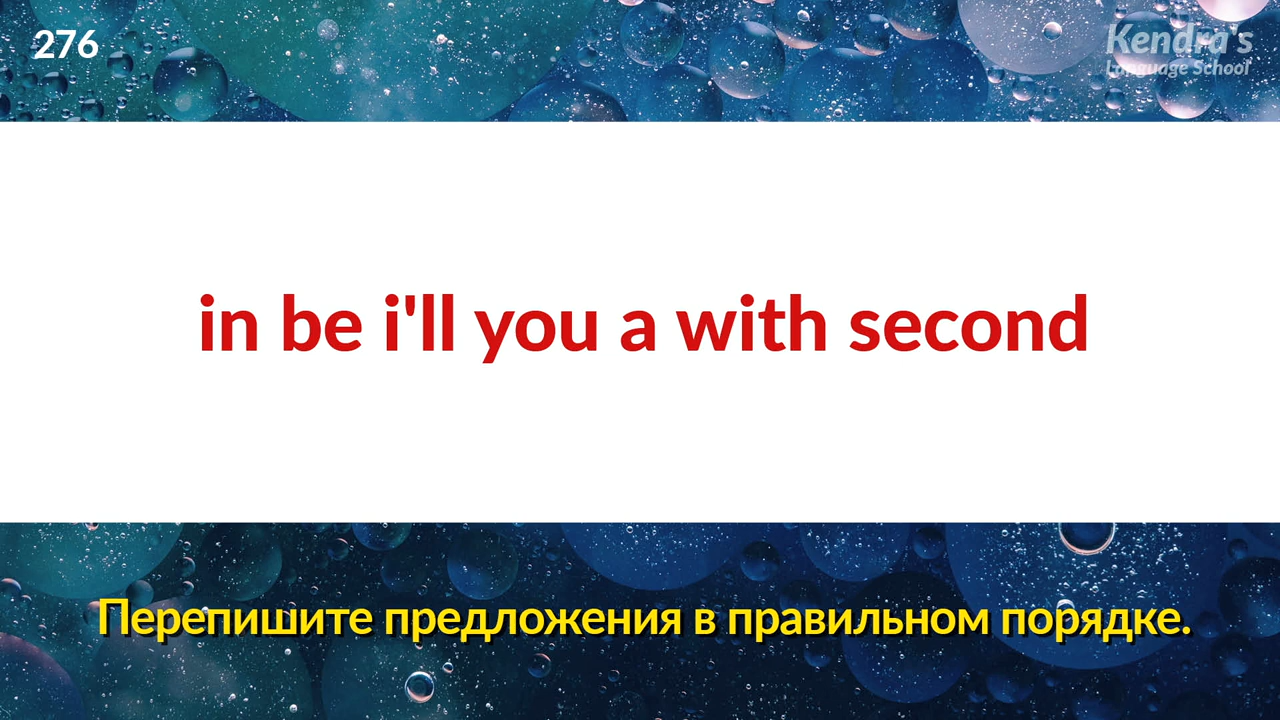 276
Kendra's
Language School
in be i'll you a with second
Перепишите предложения в правильном порядке.